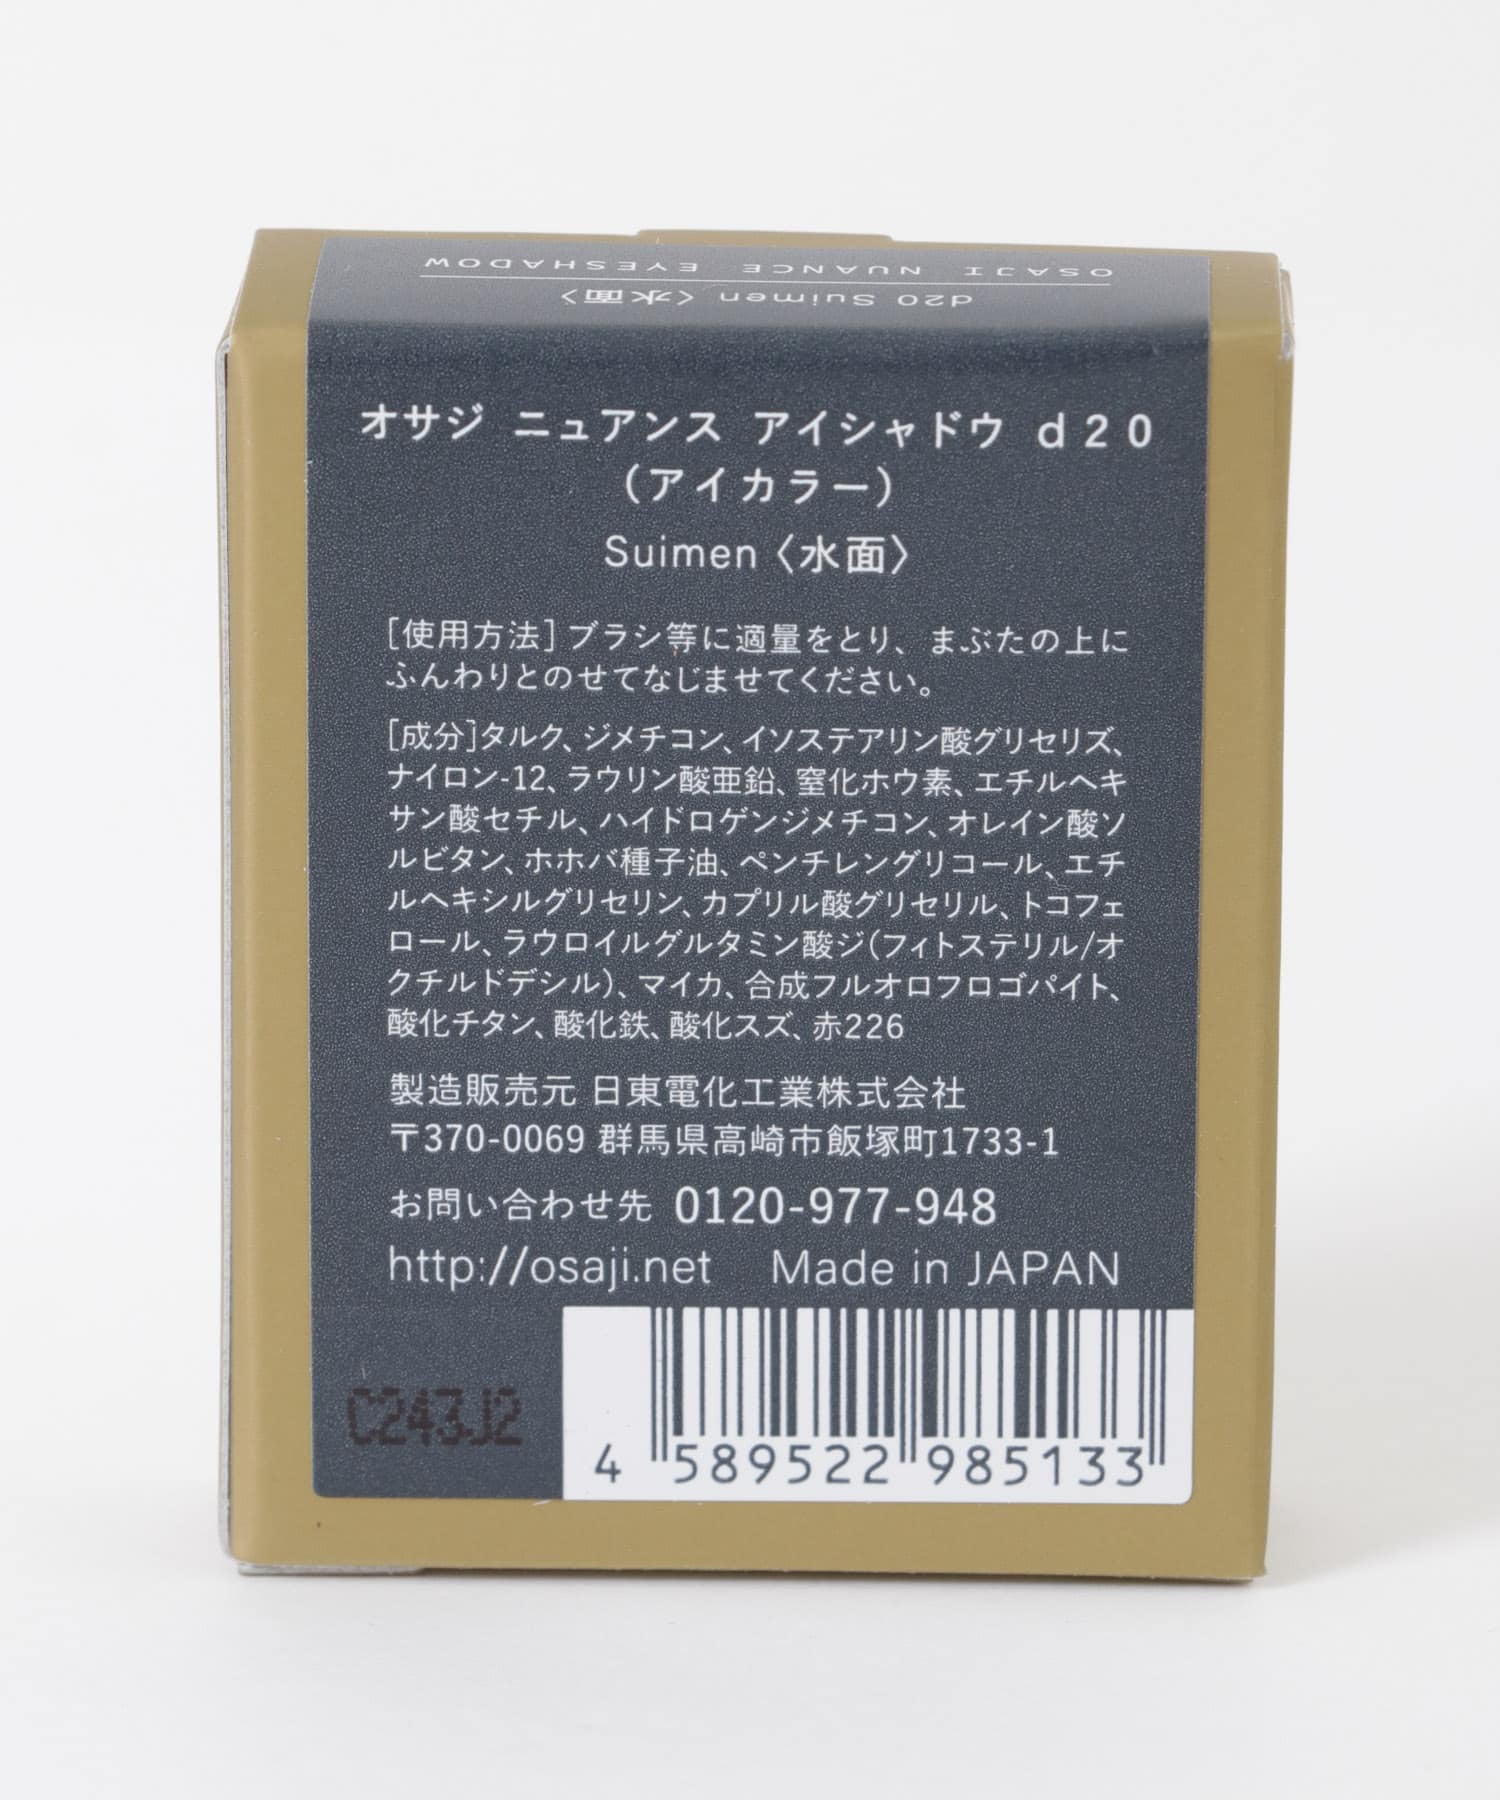 OSAJI NUANCE EYESHADOW
d20 Suimen〈水面〉
オサジ ニュアンス アイシャドウ d20
（アイカラー）
Suimen〈水面〉
［使用方法］ブラシ等に適量をとり、まぶたの上に
ふんわりとのせてなじませてください。
［成分］タルク、ジメチコン、イソステアリン酸グリセリズ、
ナイロン-12、ラウリン酸亜鉛、窒化ホウ素、エチルヘキ
サン酸セチル、ハイドロゲンジメチコン、オレイン酸ソ
ルビタン、ホホバ種子油、ペンチレングリコール、エチ
ルヘキシルグリセリン、カプリル酸グリセリル、トコフェ
ロール、ラウロイルグルタミン酸ジ（フィトステリル/オ
クチルドデシル）、マイカ、合成フルオロフロゴパイト、
酸化チタン、酸化鉄、酸化スズ、赤226
製造販売元 日東電化工業株式会社
〒370-0069 群馬県高崎市飯塚町1733-1
お問い合わせ先 0120-977-948
http://osaji.net Made in JAPAN
C243J2
4 589522 985133